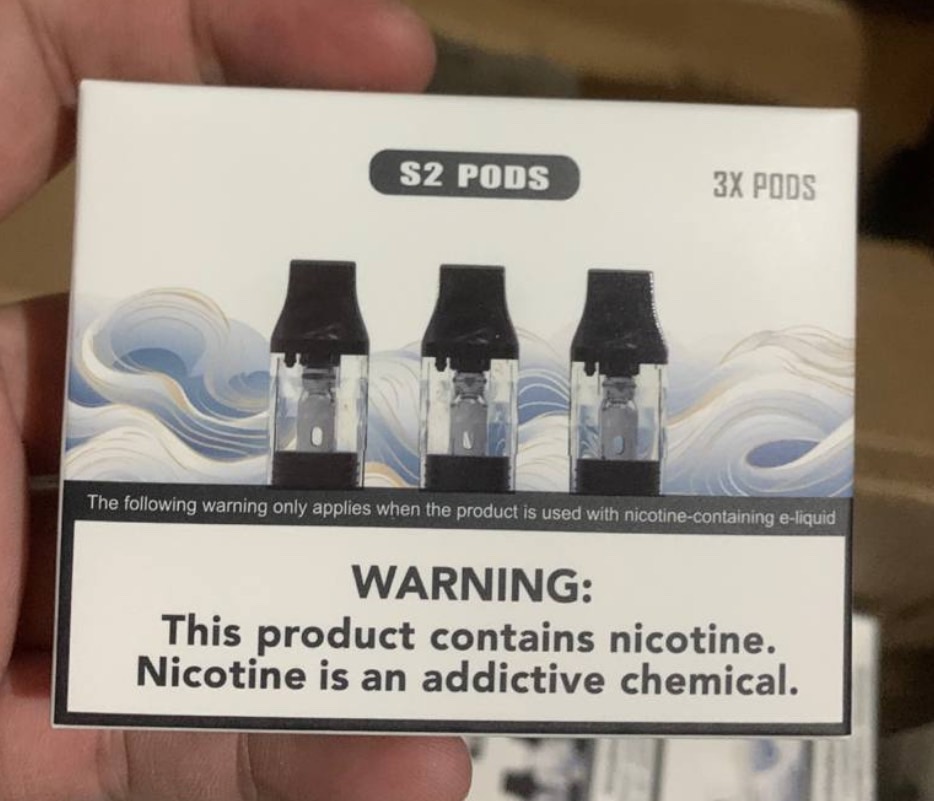 S2 PODS
3X PODS
The following warning only applies when the product is used with nicotine-containing e-liquid
WARNING:
This product contains nicotine.
Nicotine is an addictive chemical.